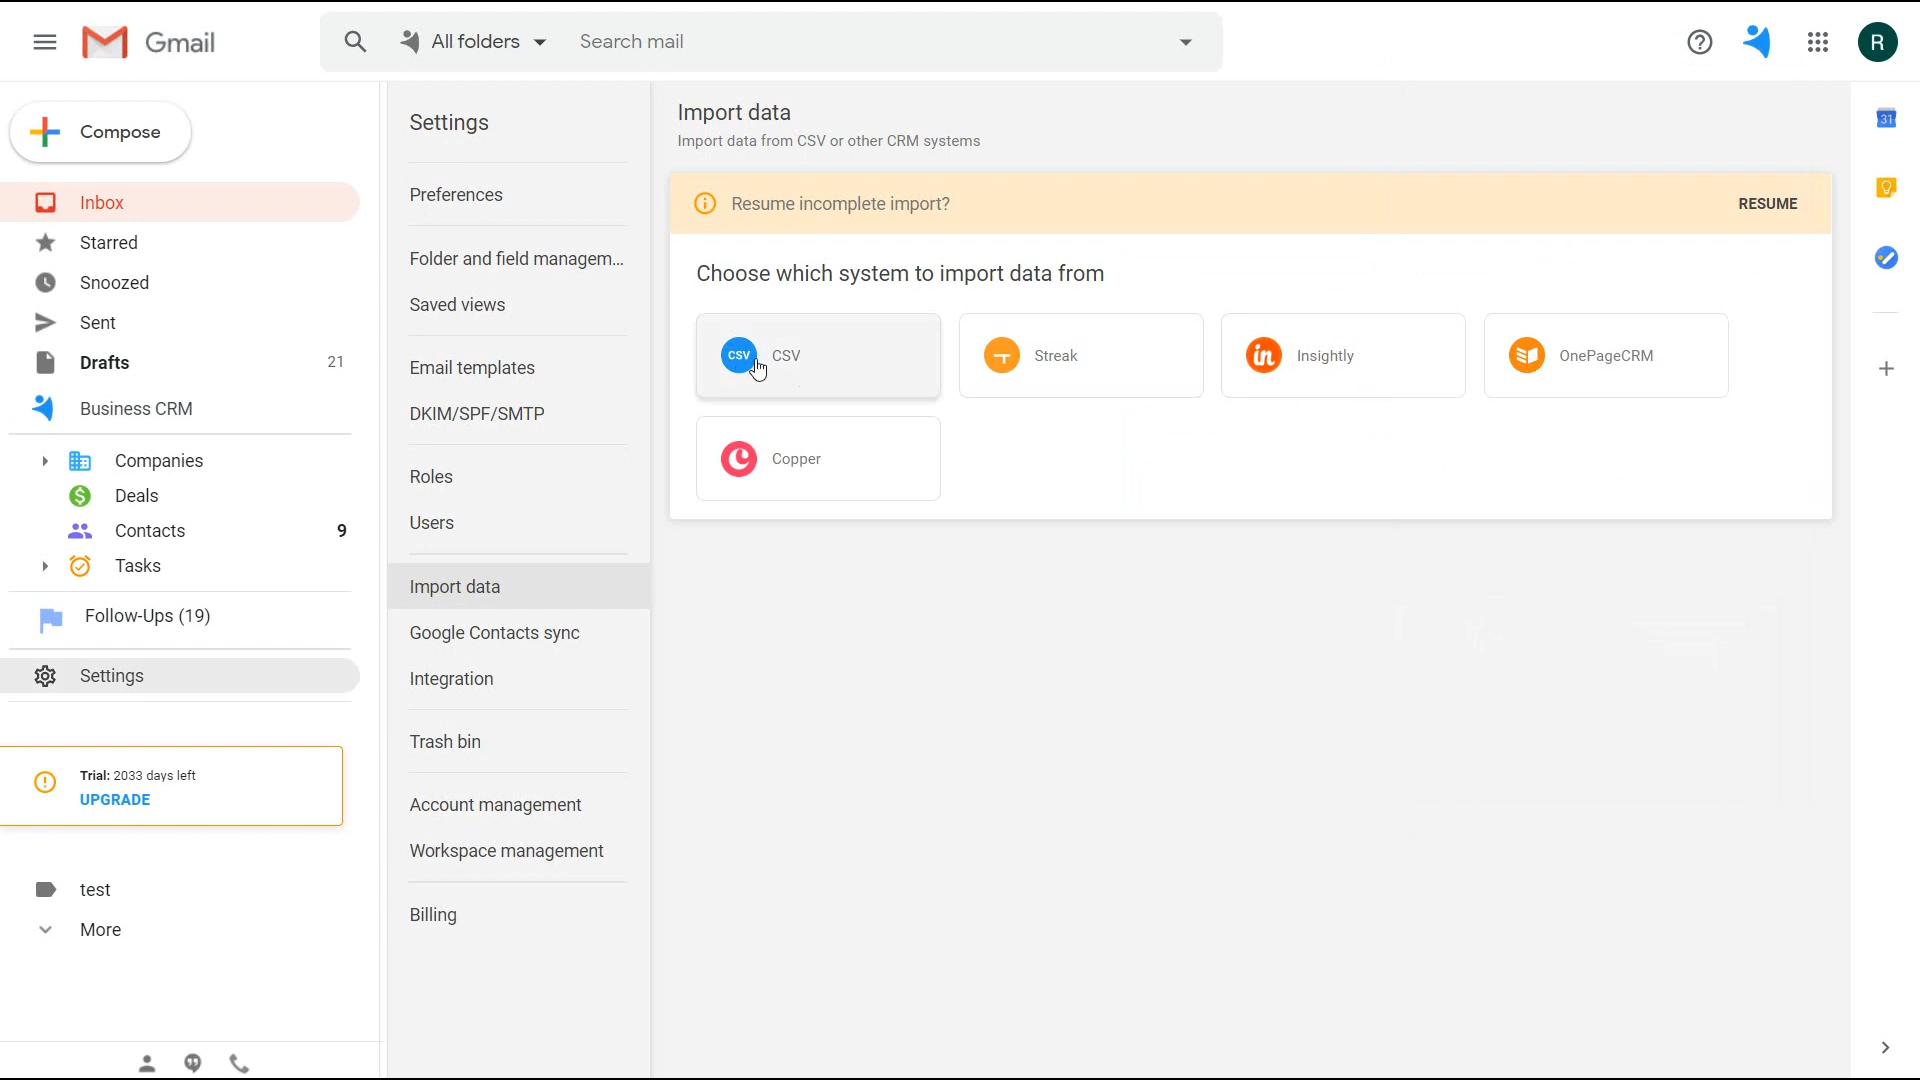 Gmail
All folders
Search mail
R
Compose
Inbox
Starred
Snoozed
Sent
Drafts 21
Business CRM
Companies
Deals
Contacts 9
Tasks
Follow-Ups (19)
Settings
Trial: 2033 days left
UPGRADE
test
More
Settings
Preferences
Folder and field managem...
Saved views
Email templates
DKIM/SPF/SMTP
Roles
Users
Import data
Google Contacts sync
Integration
Trash bin
Account management
Workspace management
Billing
Import data
Import data from CSV or other CRM systems
Resume incomplete import? RESUME
Choose which system to import data from
CSV CSV
Streak
in Insightly
OnePageCRM
Copper
31